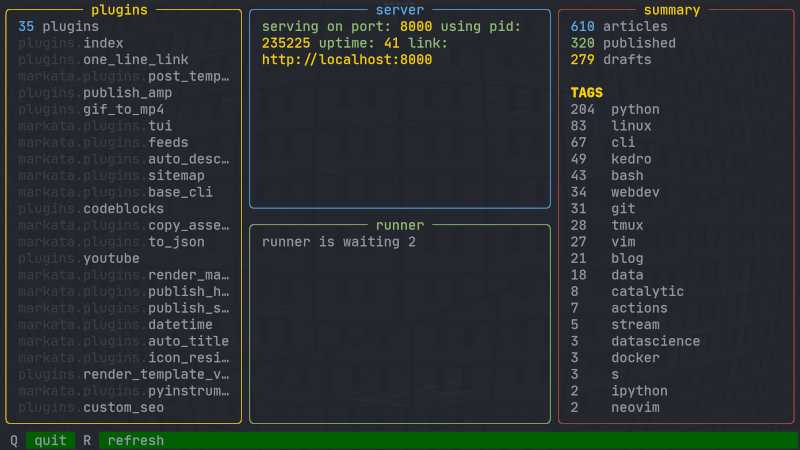 plugins
35 plugins
plugins.index
plugins.one_line_link
markata.plugins.post_temp…
plugins.publish_amp
plugins.gif_to_mp4
markata.plugins.tui
markata.plugins.feeds
markata.plugins.auto_desc…
markata.plugins.sitemap
markata.plugins.base_cli
plugins.codeblocks
markata.plugins.copy_asse…
markata.plugins.to_json
plugins.youtube
markata.plugins.render_ma…
markata.plugins.publish_h…
markata.plugins.publish_s…
markata.plugins.datetime
markata.plugins.auto_title
markata.plugins.icon_resi…
plugins.render_template_v…
markata.plugins.pyinstrum…
plugins.custom_seo
server
serving on port: 8000 using pid:
235225 uptime: 41 link:
http://localhost:8000
runner
runner is waiting 2
summary
610 articles
320 published
279 drafts
TAGS
204 python
83 linux
67 cli
49 kedro
43 bash
34 webdev
31 git
28 tmux
27 vim
21 blog
18 data
8 catalytic
7 actions
5 stream
3 datascience
3 docker
3 s
2 ipython
2 neovim
Q quit R refresh